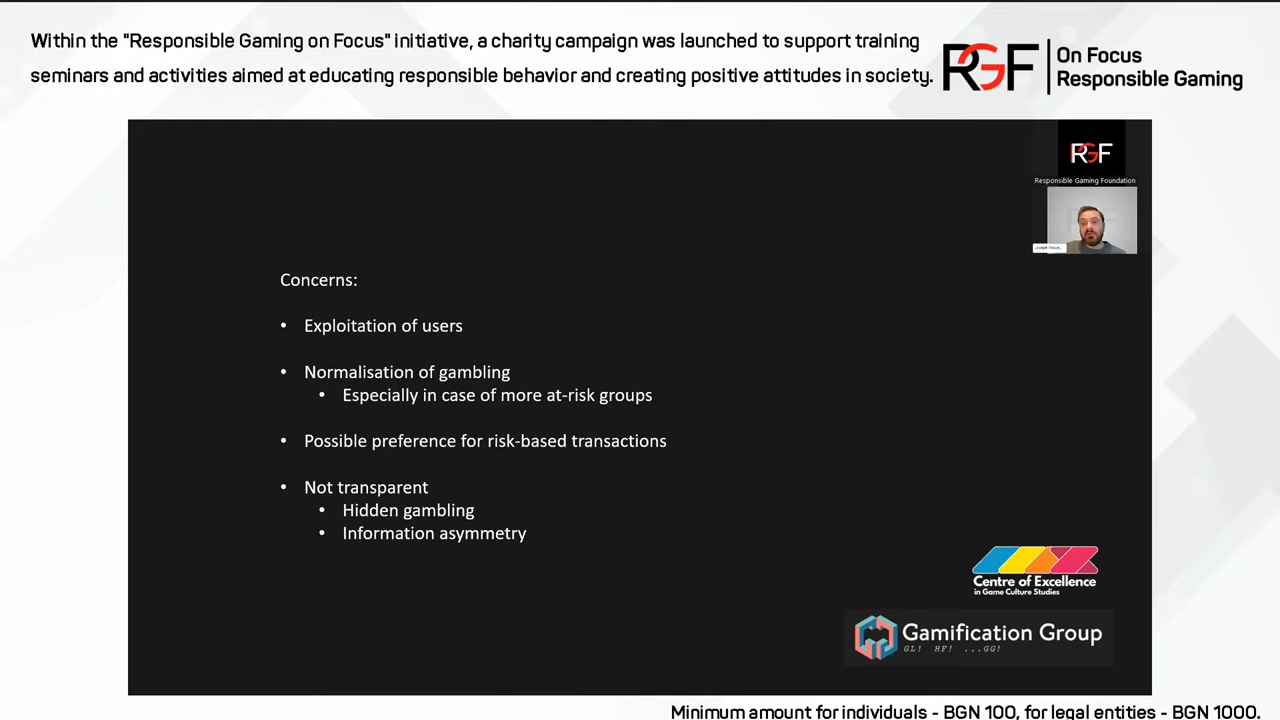 Within the "Responsible Gaming on Focus" initiative, a charity campaign was launched to support training
seminars and activities aimed at educating responsible behavior and creating positive attitudes in society.
RGF
On Focus
Responsible Gaming
RGF
Responsible Gaming Foundation
Concerns:
• Exploitation of users
• Normalisation of gambling
• Especially in case of more at-risk groups
• Possible preference for risk-based transactions
• Not transparent
• Hidden gambling
• Information asymmetry
Centre of Excellence
in Game Culture Studies
Gamification Group
GL! HF! ...GG!
Minimum amount for individuals - BGN 100, for legal entities - BGN 1000.